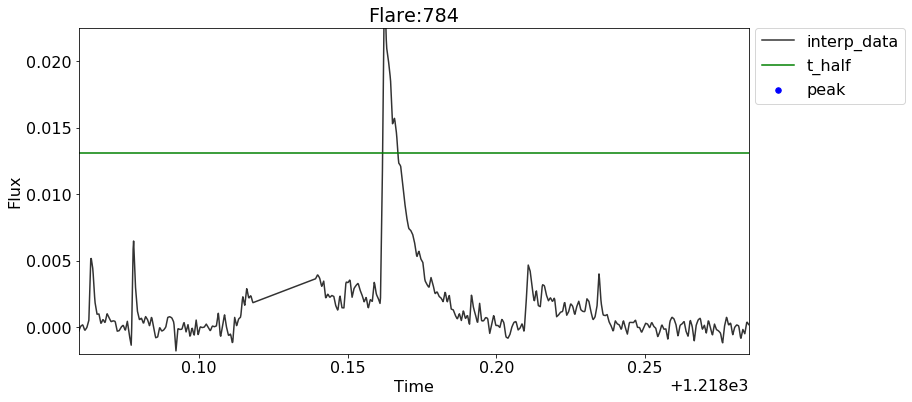 Flare:784
interp_data
t_half
peak
Flux
0.020
0.015
0.010
0.005
0.000
0.10
0.15
0.20
0.25
Time
+1.218e3